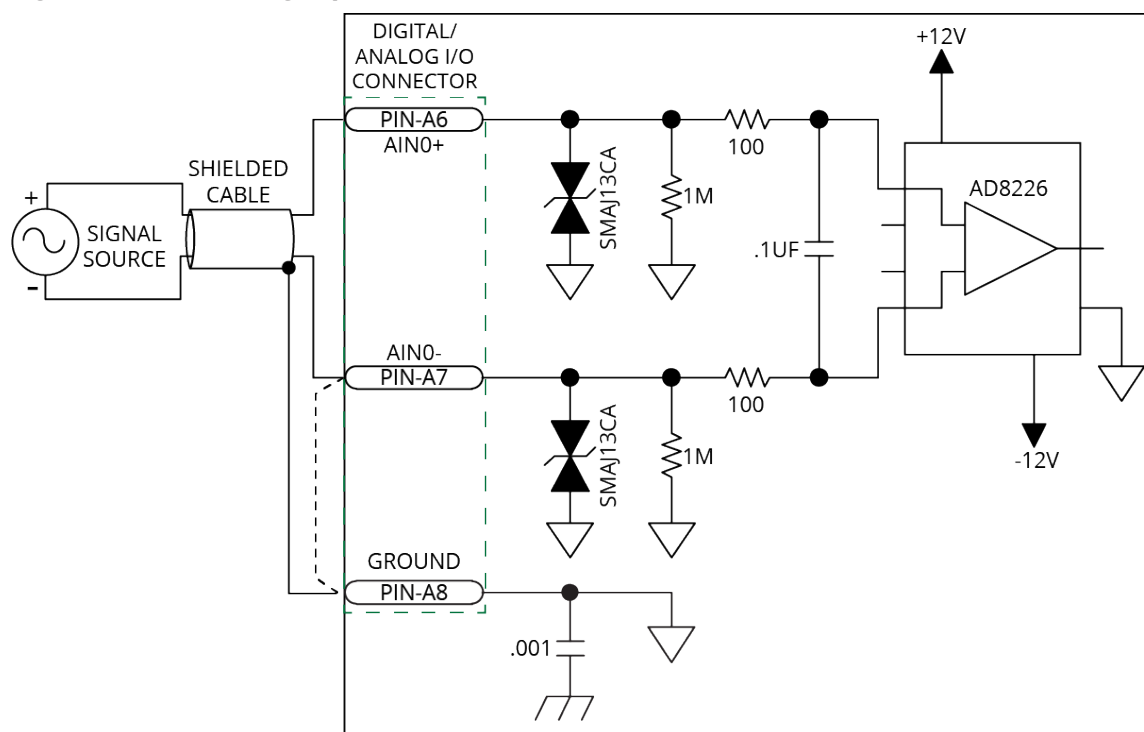 DIGITAL/
ANALOG I/O
CONNECTOR
+12V
PIN-A6
AIN0+
100
SHIELDED
CABLE
SMAJ13CA
1M
AD8226
+
SIGNAL
SOURCE
-
.1UF
AIN0-
PIN-A7
100
SMAJ13CA
1M
-12V
GROUND
PIN-A8
.001